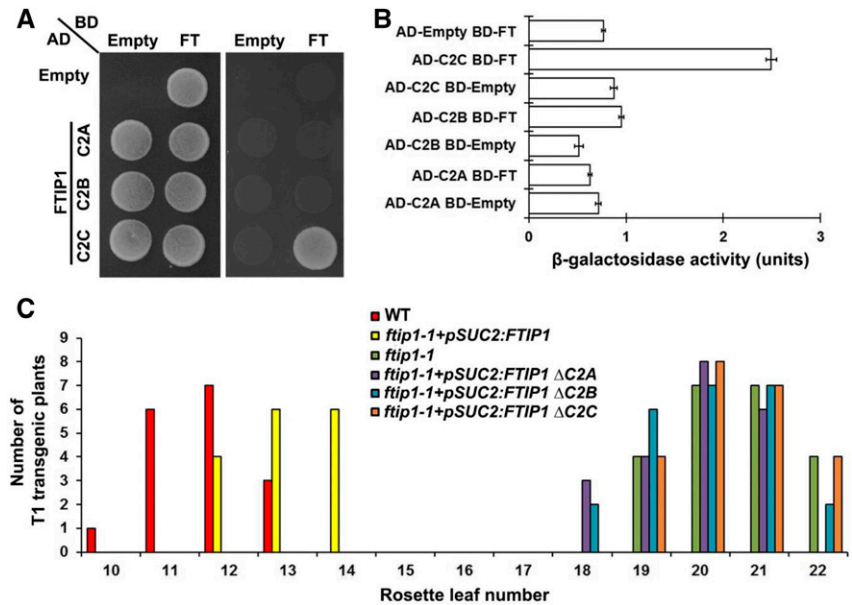 A
BD
AD
Empty FT Empty FT
Empty
FTIP1
C2A
C2B
C2C
B
AD-Empty BD-FT
AD-C2C BD-FT
AD-C2C BD-Empty
AD-C2B BD-FT
AD-C2B BD-Empty
AD-C2A BD-FT
AD-C2A BD-Empty
0 1 2 3
β-galactosidase activity (units)
C
WT
ftip1-1+pSUC2:FTIP1
ftip1-1
ftip1-1+pSUC2:FTIP1 ΔC2A
ftip1-1+pSUC2:FTIP1 ΔC2B
ftip1-1+pSUC2:FTIP1 ΔC2C
Number of
T1 transgenic plants
9
8
7
6
5
4
3
2
1
0
10 11 12 13 14 15 16 17 18 19 20 21 22
Rosette leaf number